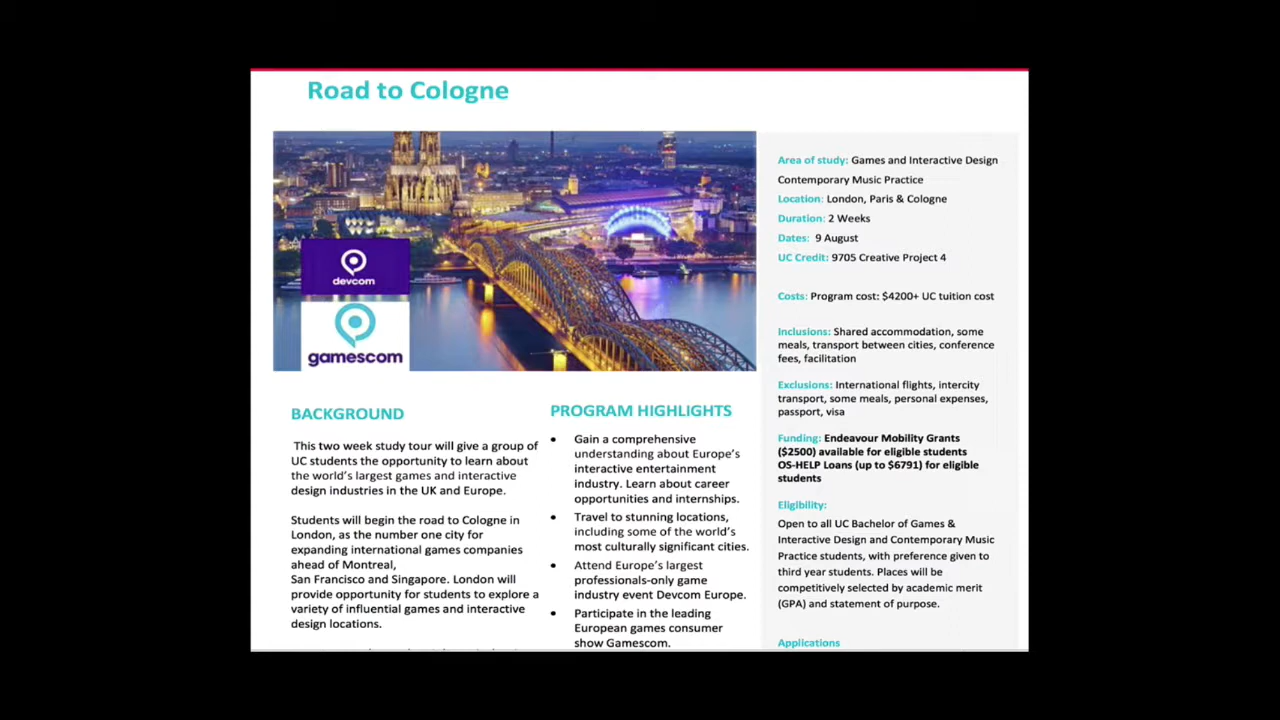 Road to Cologne
devcom
gamescom
BACKGROUND
This two week study tour will give a group of
UC students the opportunity to learn about
the world's largest games and interactive
design industries in the UK and Europe.
Students will begin the road to Cologne in
London, as the number one city for
expanding international games companies
ahead of Montreal,
San Francisco and Singapore. London will
provide opportunity for students to explore a
variety of influential games and interactive
design locations.
PROGRAM HIGHLIGHTS
• Gain a comprehensive
understanding about Europe's
interactive entertainment
industry. Learn about career
opportunities and internships.
• Travel to stunning locations,
including some of the world's
most culturally significant cities.
• Attend Europe's largest
professionals-only game
industry event Devcom Europe.
• Participate in the leading
European games consumer
show Gamescom.
Area of study: Games and Interactive Design
Contemporary Music Practice
Location: London, Paris & Cologne
Duration: 2 Weeks
Dates: 9 August
UC Credit: 9705 Creative Project 4
Costs: Program cost: $4200+ UC tuition cost
Inclusions: Shared accommodation, some
meals, transport between cities, conference
fees, facilitation
Exclusions: International flights, intercity
transport, some meals, personal expenses,
passport, visa
Funding: Endeavour Mobility Grants
($2500) available for eligible students
OS-HELP Loans (up to $6791) for eligible
students
Eligibility:
Open to all UC Bachelor of Games &
Interactive Design and Contemporary Music
Practice students, with preference given to
third year students. Places will be
competitively selected by academic merit
(GPA) and statement of purpose.
Applications